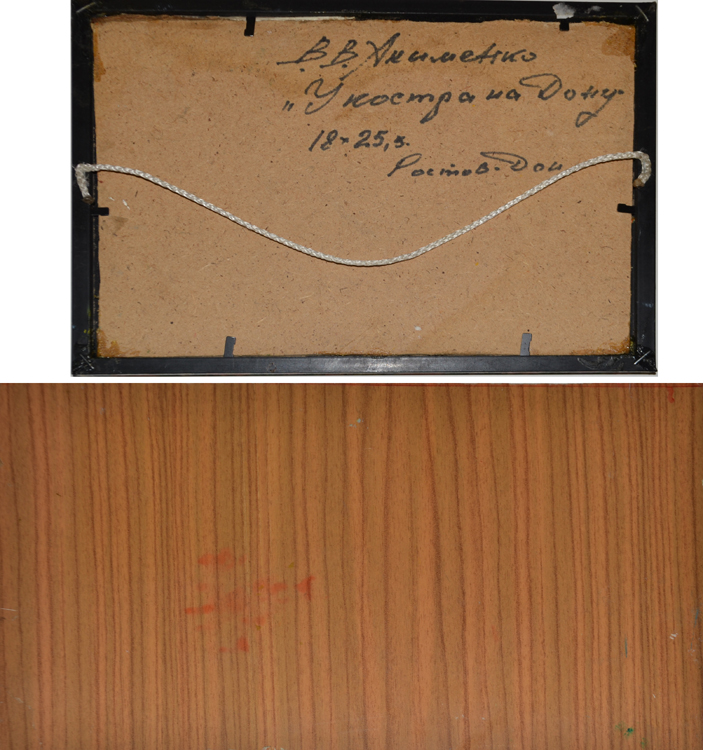 В.В. Акименко
„У костра на Дону"
18×25,5.
Ростов-Дон